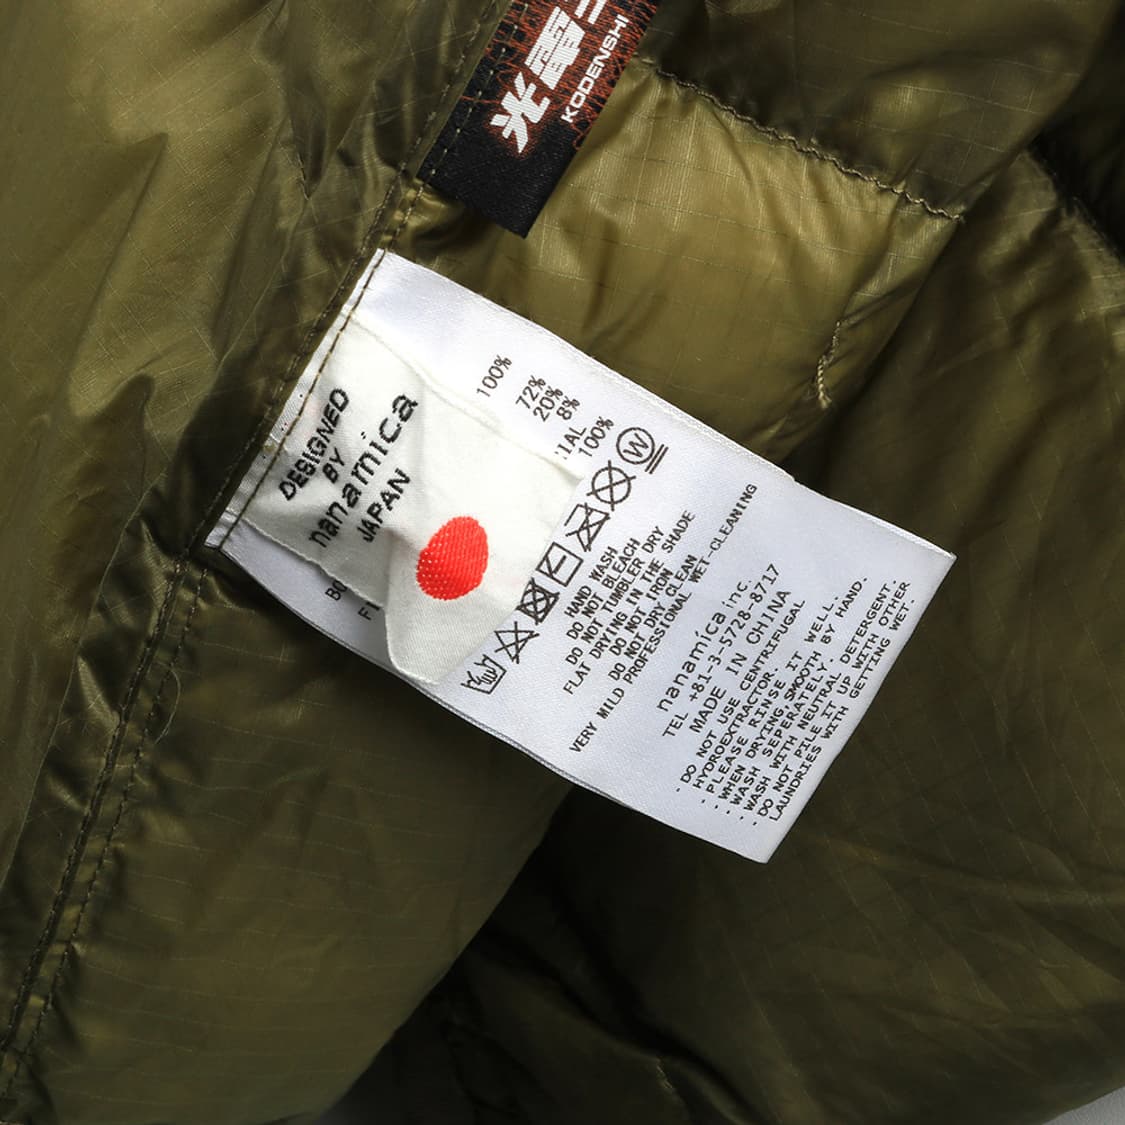 光電
KODENSHI
DESIGNED
BY
nanamica
JAPAN
100%
72%
20%
8%
IAL
100%
BO
FI
W
HAND WASH
DO NOT BLEACH
DO NOT TUMBLER DRY
FLAT DRYING IN THE SHADE
DO NOT IRON
DO NOT DRY CLEAN
VERY MILD PROFESSIONAL WET-CLEANING
nanamica inc.
TEL +81-3-5728-8717
MADE IN CHINA
· DO NOT USE CENTRIFUGAL
HYDROEXTRACTOR.
· PLEASE RINSE IT WELL.
· WHEN DRYING,SMOOTH BY HAND.
· WASH SEPERATELY.
· WASH WITH NEUTRAL DETERGENT.
· DO NOT PILE IT UP WITH OTHER
LAUNDRIES WITH GETTING WET.